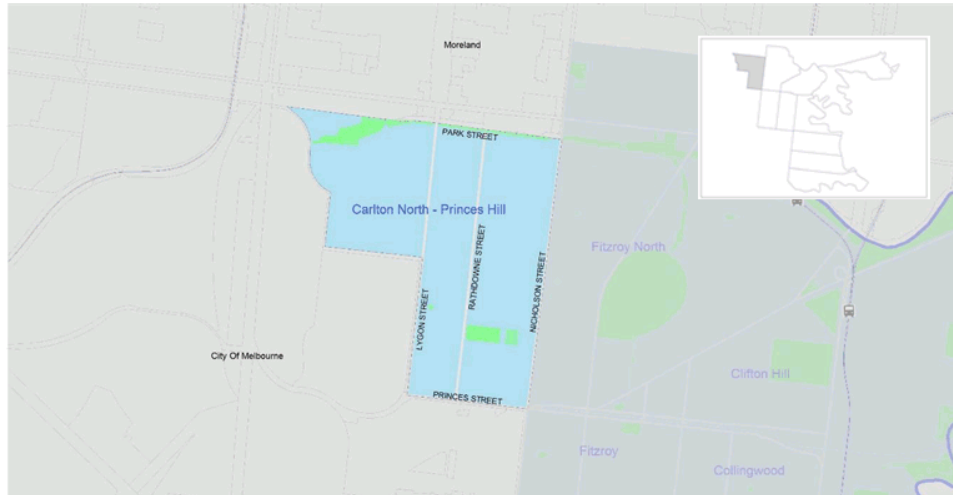 Moreland
PARK STREET
Carlton North - Princes Hill
Fitzroy North
RATHDOWNE STREET
NICHOLSON STREET
LYGON STREET
City Of Melbourne
Clifton Hill
PRINCES STREET
Fitzroy
Collingwood